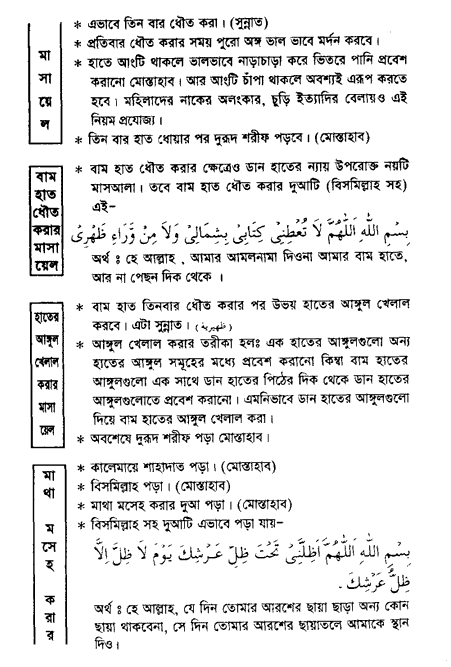 মাসায়েল
* এভাবে তিন বার ধৌত করা। (সুন্নাত)
* প্রতিবার ধৌত করার সময় পুরো অঙ্গ ভাল ভাবে মর্দন করবে।
* হাতে আংটি থাকলে ভালভাবে নাড়াচাড়া করে ভিতরে পানি প্রবেশ
করানো মোস্তাহাব। আর আংটি চাঁপা থাকলে অবশ্যই এরূপ করতে
হবে। মহিলাদের নাকের অলংকার, চুড়ি ইত্যাদির বেলায়ও এই
নিয়ম প্রযোজ্য।
* তিন বার হাত ধোয়ার পর দুরূদ শরীফ পড়বে। (মোস্তাহাব)
বাম
হাত
ধৌত
করার
মাসা
য়েল
* বাম হাত ধৌত করার ক্ষেত্রেও ডান হাতের ন্যায় উপরোক্ত নয়টি
মাসআলা। তবে বাম হাত ধৌত করার দুআটি (বিসমিল্লাহ সহ)
এই-
بِسْمِ اللهِ اَللّٰهُمَّ لَا تُعْطِنِىْ كِتَابِىْ بِشِمَالِىْ وَلَا مِنْ وَّرَاءِ ظَهْرِىْ
অর্থ ঃ হে আল্লাহ , আমার আমলনামা দিওনা আমার বাম হাতে,
আর না পেছন দিক থেকে ।
হাতের
আঙ্গুল
খেলাল
করার
মাসা
য়েল
* বাম হাত তিনবার ধৌত করার পর উভয় হাতের আঙ্গুল খেলাল
করবে। এটা সুন্নাত। (ظهيرية)
* আঙ্গুল খেলাল করার তরীকা হলঃ এক হাতের আঙ্গুলগুলো অন্য
হাতের আঙ্গুল সমূহের মধ্যে প্রবেশ করানো কিম্বা বাম হাতের
আঙ্গুলগুলো এক সাথে ডান হাতের পিঠের দিক থেকে ডান হাতের
আঙ্গুলগুলোতে প্রবেশ করানো। এমনিভাবে ডান হাতের আঙ্গুলগুলো
দিয়ে বাম হাতের আঙ্গুল খেলাল করা।
* অবশেষে দুরূদ শরীফ পড়া মোস্তাহাব।
মাথা
মসেহ
করার
* কালেমায়ে শাহাদাত পড়া। (মোস্তাহাব)
* বিসমিল্লাহ পড়া। (মোস্তাহাব)
* মাথা মসেহ করার দুআ পড়া। (মোস্তাহাব)
* বিসমিল্লাহ সহ দুআটি এভাবে পড়া যায়-
بِسْمِ اللهِ اَللّٰهُمَّ اَظِلَّنِىْ تَحْتَ ظِلِّ عَرْشِكَ يَوْمَ لَا ظِلَّ اِلَّا
ظِلُّ عَرْشِكَ ۔
অর্থ ঃ হে আল্লাহ, যে দিন তোমার আরশের ছায়া ছাড়া অন্য কোন
ছায়া থাকবেনা, সে দিন তোমার আরশের ছায়াতলে আমাকে স্থান
দিও।